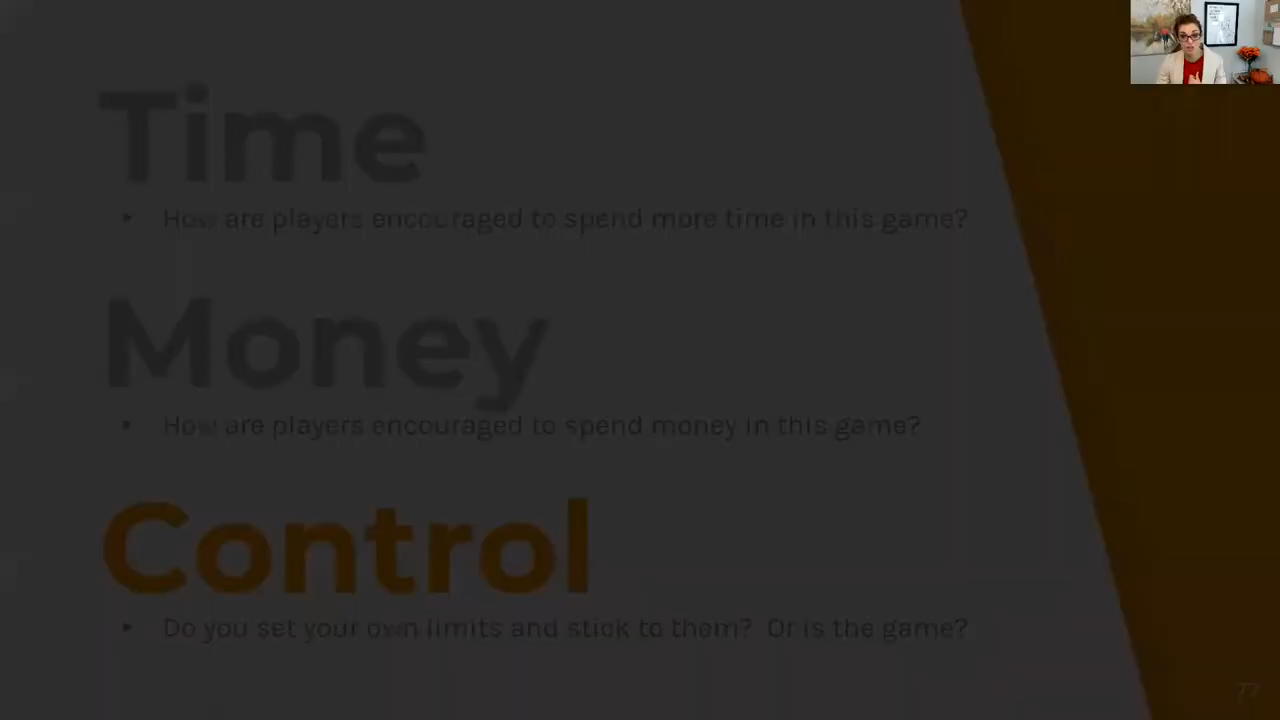 Time
• How are players encouraged to spend more time in this game?
Money
• How are players encouraged to spend money in this game?
Control
• Do you set your own limits and stick to them? Or is the game?
77